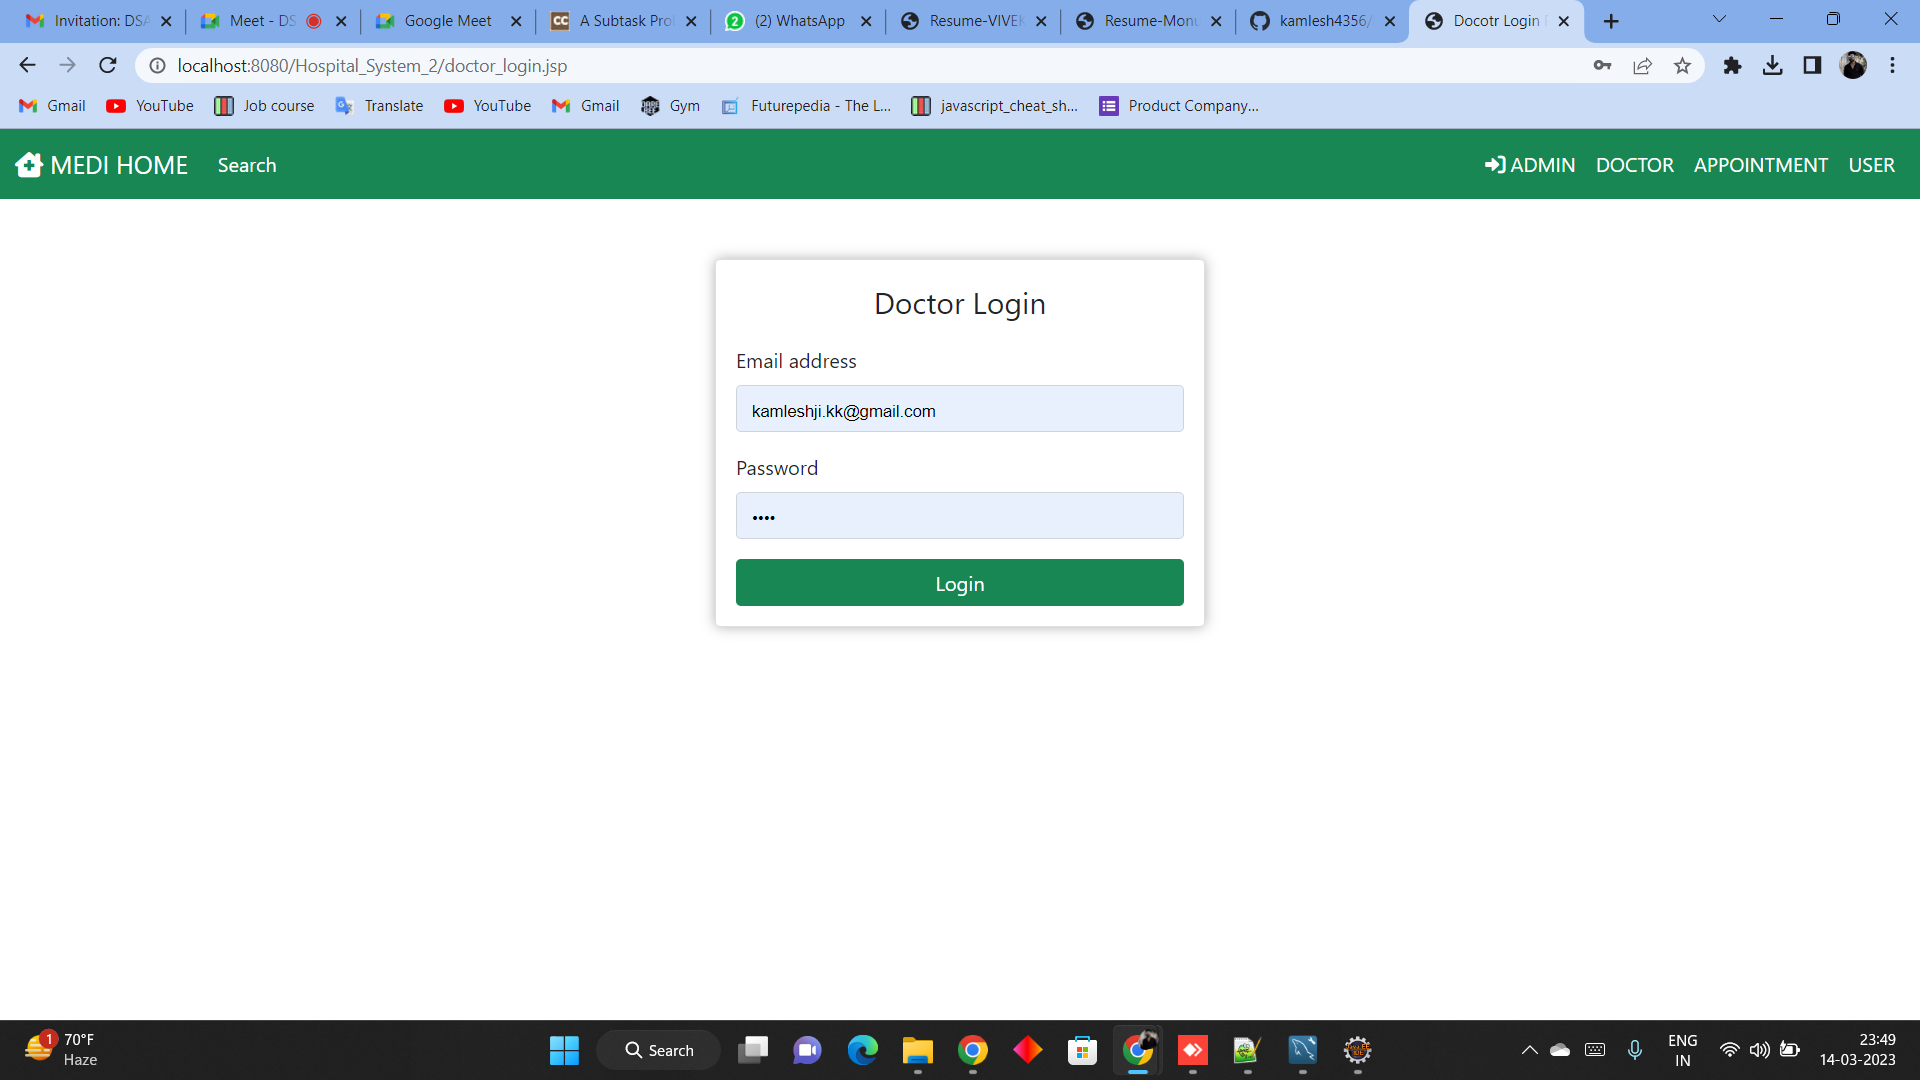 Invitation: DSA
Meet - DS
Google Meet
CC
A Subtask Pro
2
(2) WhatsApp
Resume-VIVEK
Resume-Monu
kamlesh4356/
Docotr Login
localhost:8080/Hospital_System_2/doctor_login.jsp
Gmail
YouTube
Job course
Translate
YouTube
Gmail
Gym
Futurepedia - The L...
javascript_cheat_sh...
Product Company...
MEDI HOME
Search
ADMIN
DOCTOR
APPOINTMENT
USER
Doctor Login
Email address
kamleshji.kk@gmail.com
Password
••••
Login
1
70°F
Haze
Search
ENG
IN
23:49
14-03-2023